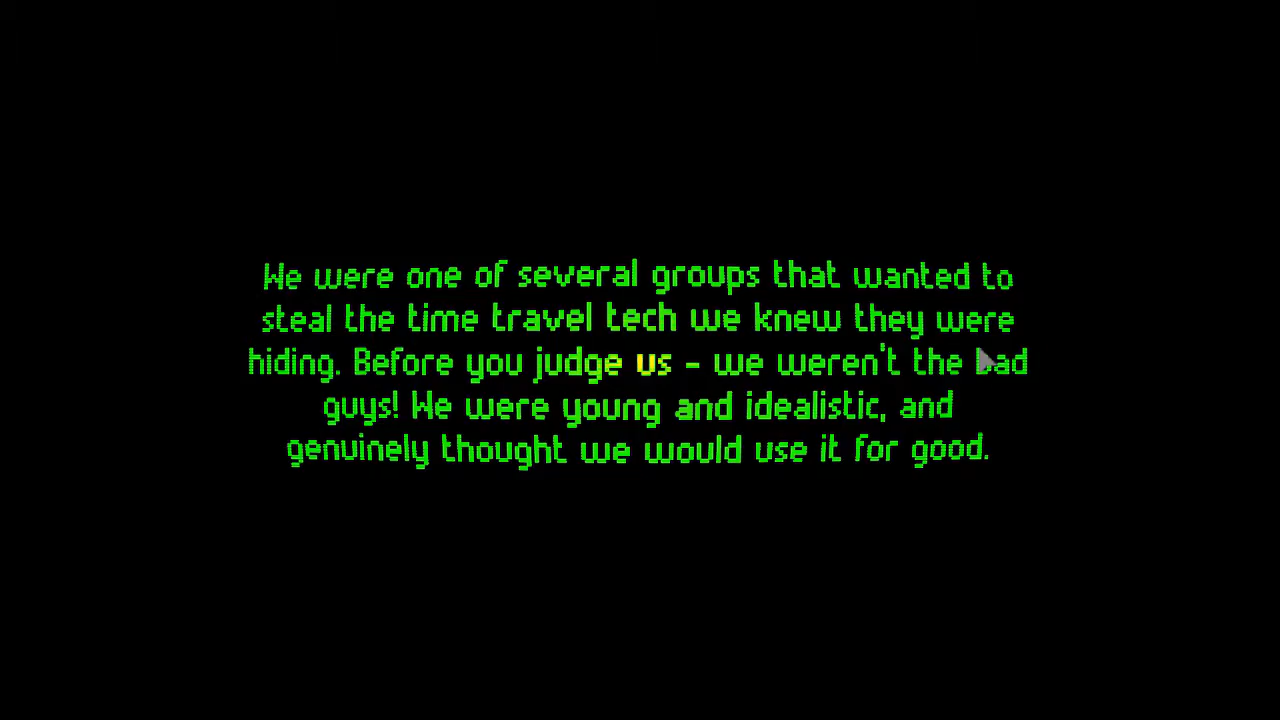 We were one of several groups that wanted to
steal the time travel tech we knew they were
hiding. Before you judge us - we weren't the bad
guys! We were young and idealistic, and
genuinely thought we would use it for good.